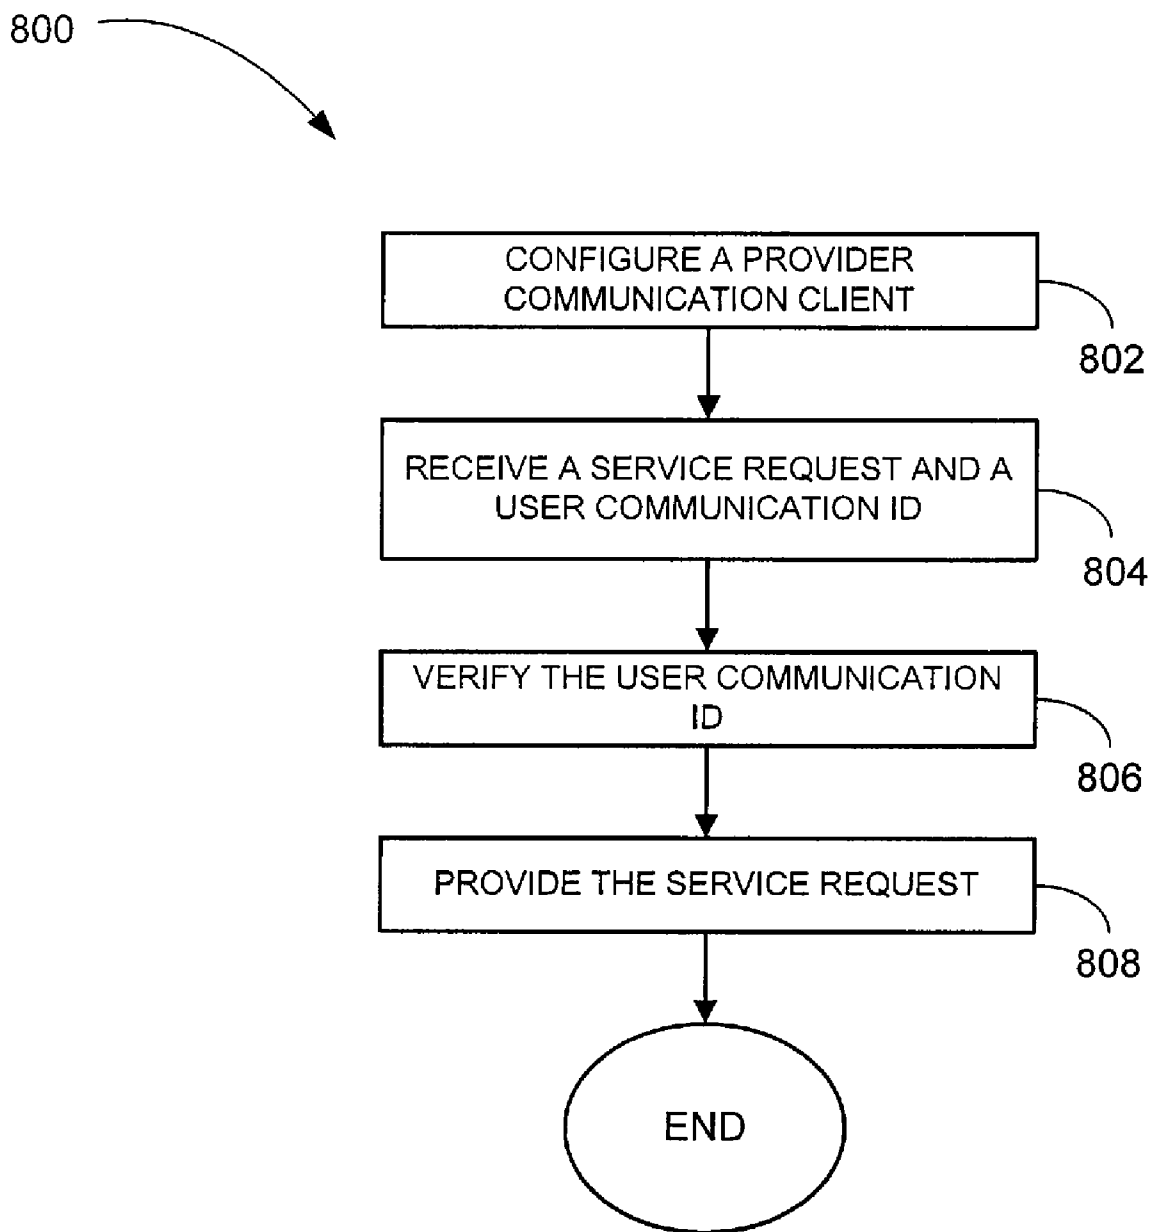 800
CONFIGURE A PROVIDER
COMMUNICATION CLIENT
802
RECEIVE A SERVICE REQUEST AND A
USER COMMUNICATION ID
804
VERIFY THE USER COMMUNICATION
ID
806
PROVIDE THE SERVICE REQUEST
808
END